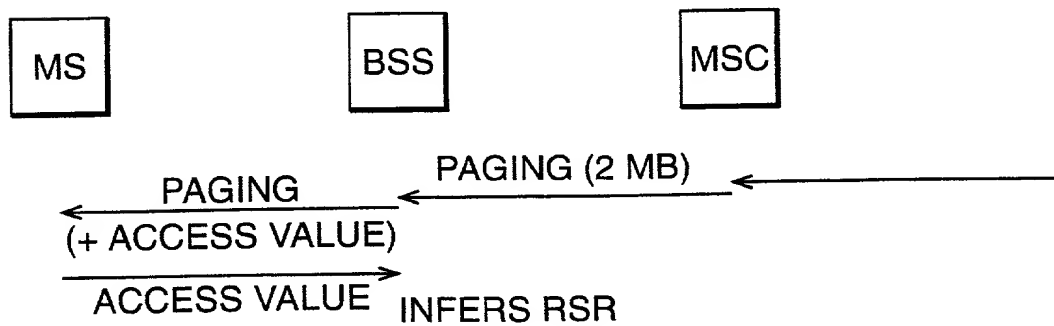 MS
BSS
MSC
PAGING (2 MB)
PAGING
(+ ACCESS VALUE)
ACCESS VALUE
INFERS RSR